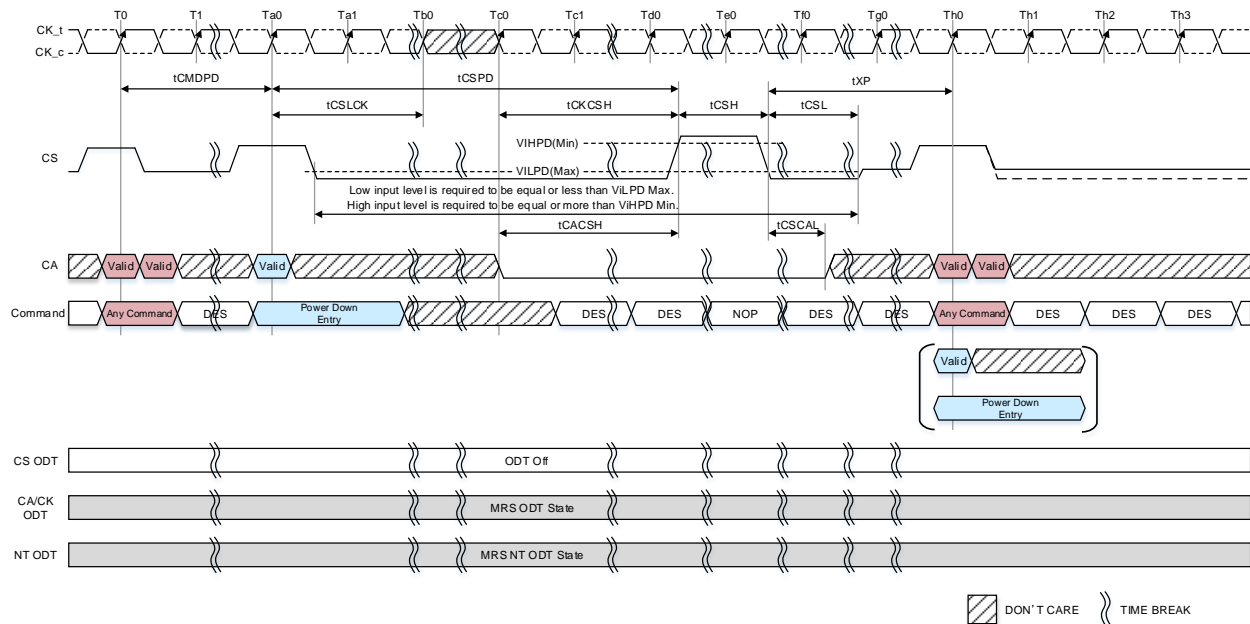 T0 T1 Ta0 Ta1 Tb0 Tc0 Tc1 Td0 Te0 Tf0 Tg0 Th0 Th1 Th2 Th3
CK_t
CK_c
tCMDPD tCSPD tXP
tCSLCK tCKCSH tCSH tCSL
VIHPD(Min)
CS
VILPD(Max)
Low input level is required to be equal or less than ViLPD Max.
High input level is required to be equal or more than ViHPD Min.
tCACSH tCSCAL
CA Valid Valid Valid Valid Valid
Command Any Command DES Power Down Entry DES DES NOP DES DES Any Command DES DES DES
Valid
Power Down
Entry
CS ODT ODT Off
CA/CK ODT MRS ODT State
NT ODT MRS NT ODT State
DON'T CARE TIME BREAK